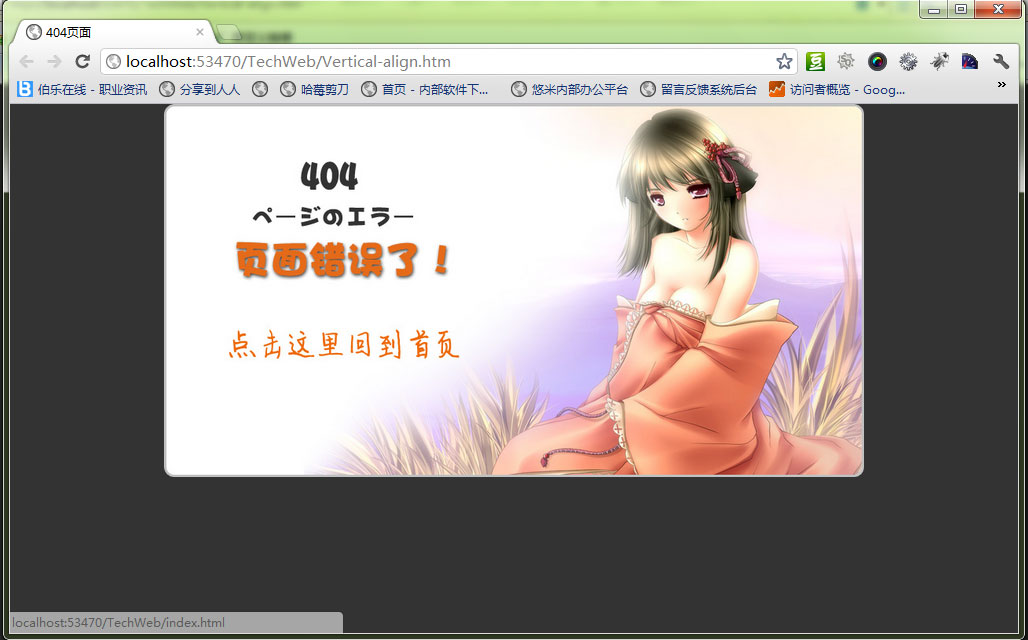 404页面
localhost:53470/TechWeb/Vertical-align.htm
伯乐在线 - 职业资讯 分享到人人 哈莓剪刀 首页 - 内部软件下... 悠米内部办公平台 留言反馈系统后台 访问者概览 - Goog... »
404
ページのエラー
页面错误了！
点击这里回到首页
localhost:53470/TechWeb/index.html